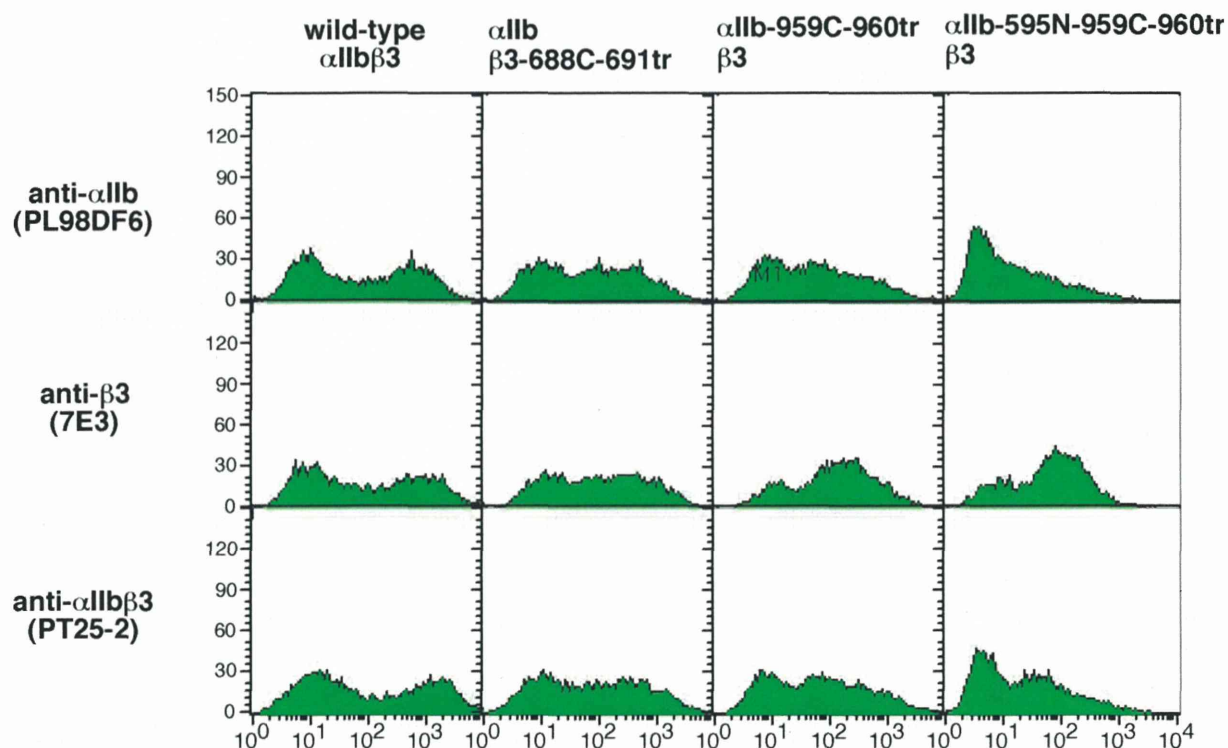 wild-type
αIIbβ3
αIIb
β3-688C-691tr
αIIb-959C-960tr
β3
αIIb-595N-959C-960tr
β3
anti-αIIb
(PL98DF6)
150
120
90
60
30
0
M1
anti-β3
(7E3)
120
90
60
30
0
anti-αIIbβ3
(PT25-2)
120
90
60
30
0
10⁰ 10¹ 10² 10³ 10⁰ 10¹ 10² 10³ 10⁰ 10¹ 10² 10³ 10⁰ 10¹ 10² 10³ 10⁴